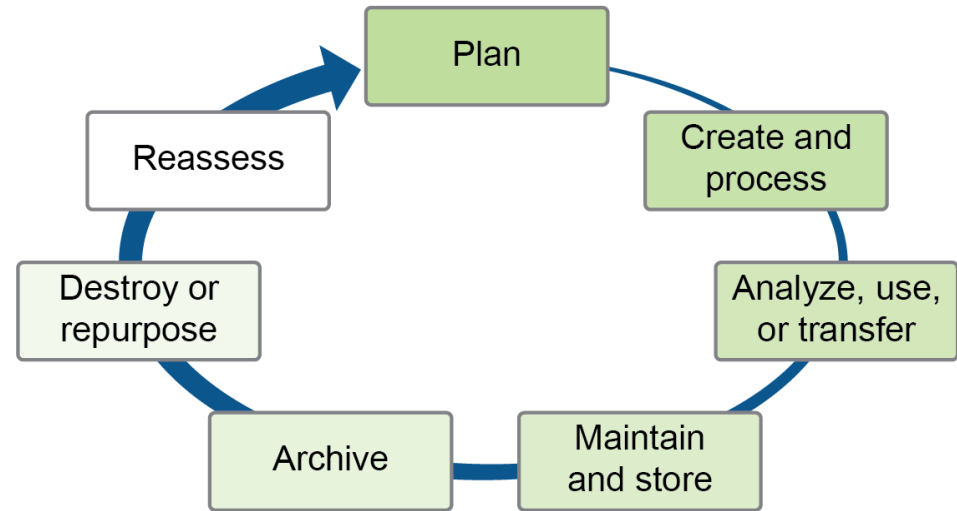 Plan
Create and
process
Analyze, use,
or transfer
Maintain
and store
Archive
Destroy or
repurpose
Reassess